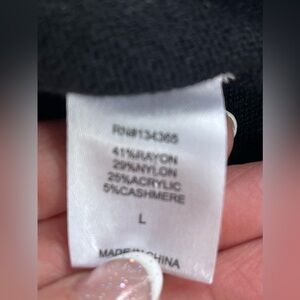 RN#134365
41%RAYON
29%NYLON
25%ACRYLIC
5%CASHMERE
L
MADE IN CHINA